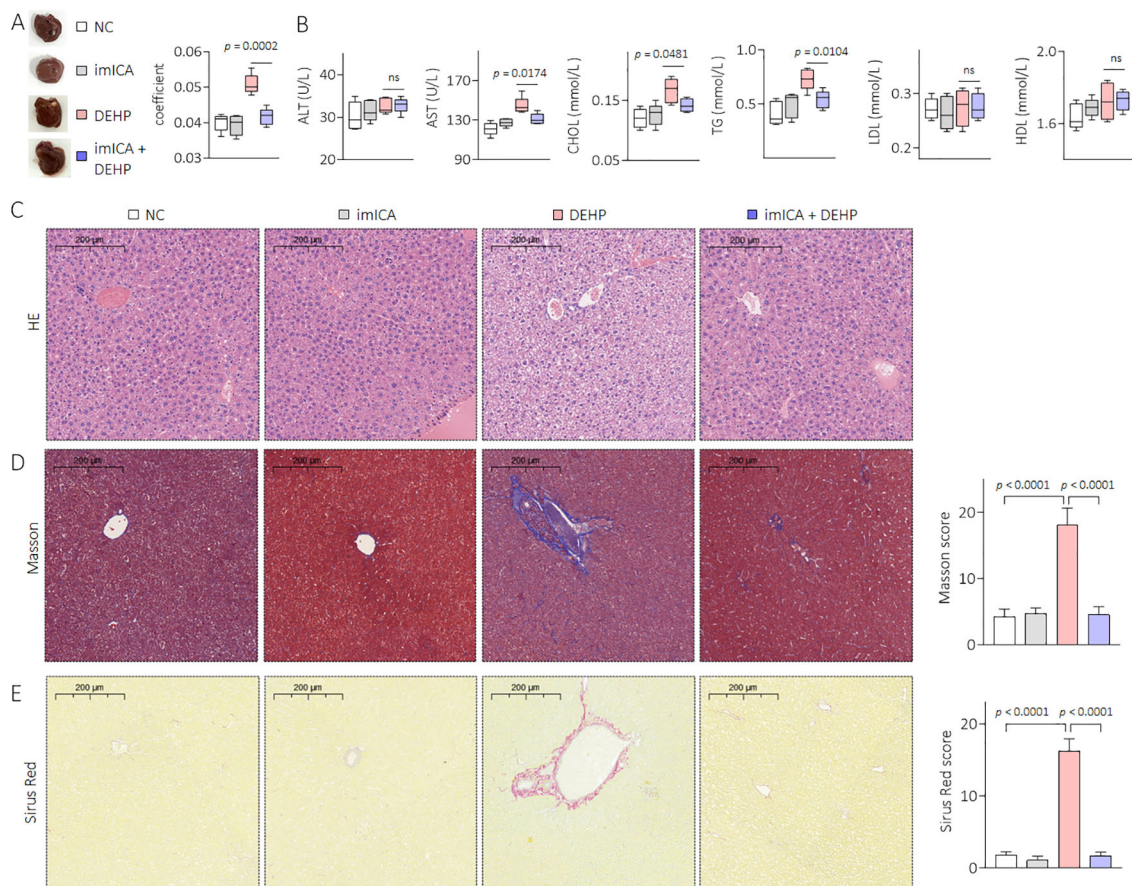 A
NC
imICA
DEHP
imICA +
DEHP
coefficient
0.06
0.05
0.04
0.03
p = 0.0002
B
ALT (U/L)
40
30
20
ns
AST (U/L)
170
130
90
p = 0.0174
CHOL (mmol/L)
0.15
0.05
p = 0.0481
TG (mmol/L)
1.0
0.5
0
p = 0.0104
LDL (mmol/L)
0.4
0.3
0.2
ns
HDL (mmol/L)
2.0
1.6
ns
C
NC
imICA
DEHP
imICA + DEHP
HE
200 µm
200 µm
200 µm
200 µm
D
Masson
200 µm
200 µm
200 µm
200 µm
Masson score
20
10
0
p < 0.0001
p < 0.0001
E
Sirus Red
200 µm
200 µm
200 µm
200 µm
Sirus Red score
20
10
0
p < 0.0001
p < 0.0001